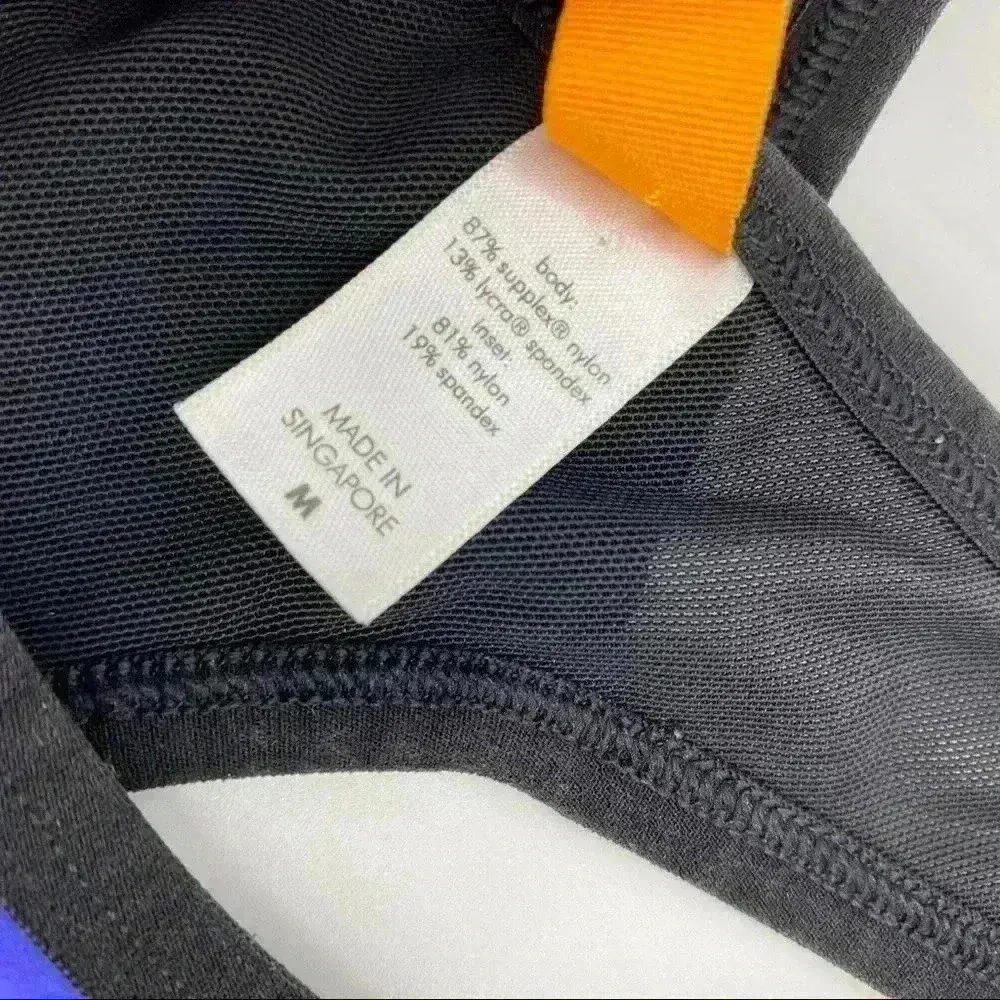 body:
87% supplex® nylon
13% lycra® spandex
inset:
81% nylon
19% spandex
MADE IN
SINGAPORE
M